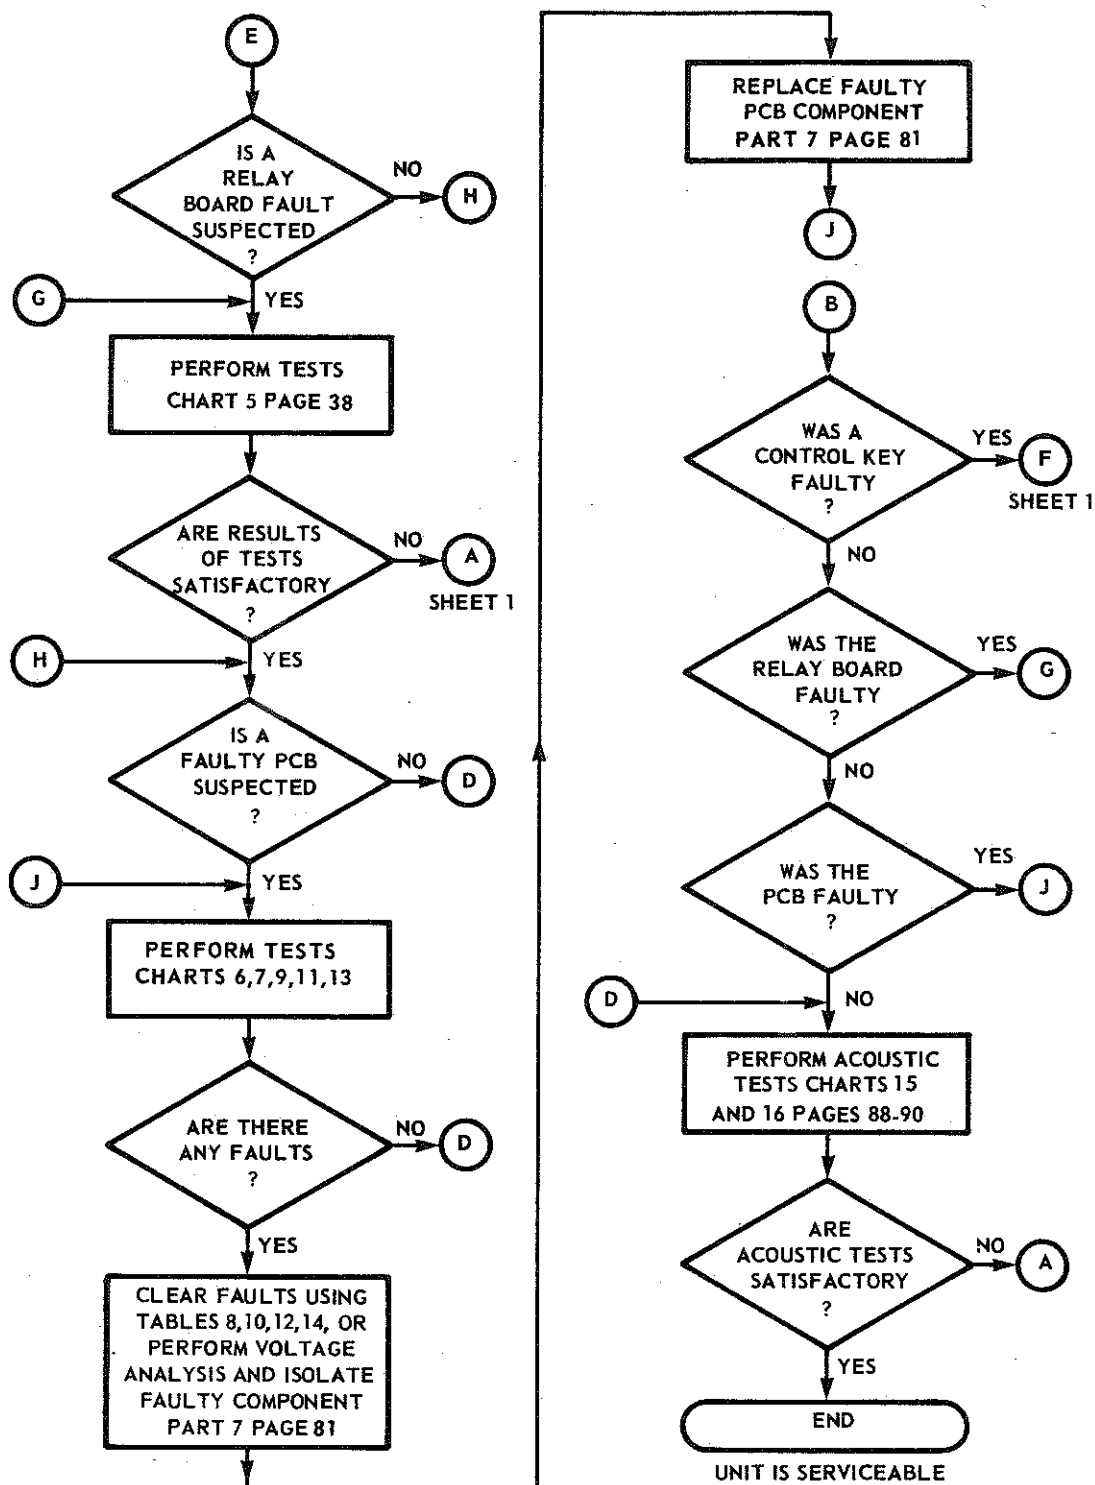 E
IS A
RELAY
BOARD FAULT
SUSPECTED
?
NO
H
G
YES
PERFORM TESTS
CHART 5 PAGE 38
ARE RESULTS
OF TESTS
SATISFACTORY
?
NO
A
SHEET 1
H
YES
IS A
FAULTY PCB
SUSPECTED
?
NO
D
J
YES
PERFORM TESTS
CHARTS 6,7,9,11,13
ARE THERE
ANY FAULTS
?
NO
D
YES
CLEAR FAULTS USING
TABLES 8,10,12,14, OR
PERFORM VOLTAGE
ANALYSIS AND ISOLATE
FAULTY COMPONENT
PART 7 PAGE 81
REPLACE FAULTY
PCB COMPONENT
PART 7 PAGE 81
J
B
WAS A
CONTROL KEY
FAULTY
?
YES
F
SHEET 1
NO
WAS THE
RELAY BOARD
FAULTY
?
YES
G
NO
WAS THE
PCB FAULTY
?
YES
J
D
NO
PERFORM ACOUSTIC
TESTS CHARTS 15
AND 16 PAGES 88-90
ARE
ACOUSTIC TESTS
SATISFACTORY
?
NO
A
YES
END
UNIT IS SERVICEABLE